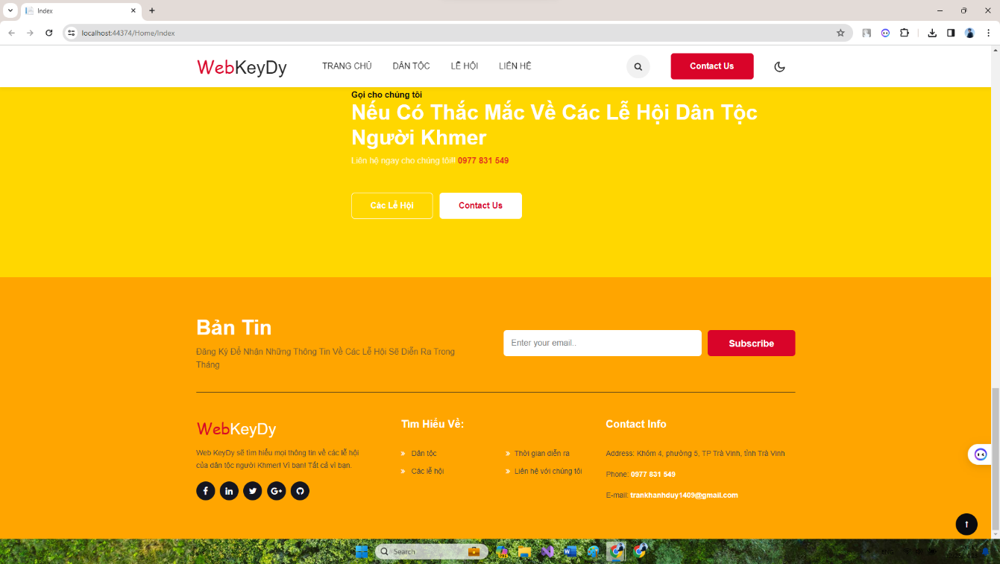 Index
localhost:44374/Home/Index
WebKeyDy
TRANG CHỦ
DÂN TỘC
LỄ HỘI
LIÊN HỆ
Contact Us
Gọi cho chúng tôi
Nếu Có Thắc Mắc Về Các Lễ Hội Dân Tộc
Người Khmer
Liên hệ ngay cho chúng tôi!! 0977 831 549
Các Lễ Hội
Contact Us
Bản Tin
Đăng Ký Để Nhận Những Thông Tin Về Các Lễ Hội Sẽ Diễn Ra Trong
Tháng
Enter your email..
Subscribe
WebKeyDy
Web KeyDy sẽ tìm hiểu mọi thông tin về các lễ hội
của dân tộc người Khmer! Vì bạn! Tất cả vì bạn.
Tìm Hiểu Về:
Dân tộc
Các lễ hội
Thời gian diễn ra
Liên hệ với chúng tôi
Contact Info
Address: Khóm 4, phường 5, TP Trà Vinh, tỉnh Trà Vinh
Phone: 0977 831 549
E-mail: trankhanhduy1409@gmail.com
Search
ENG